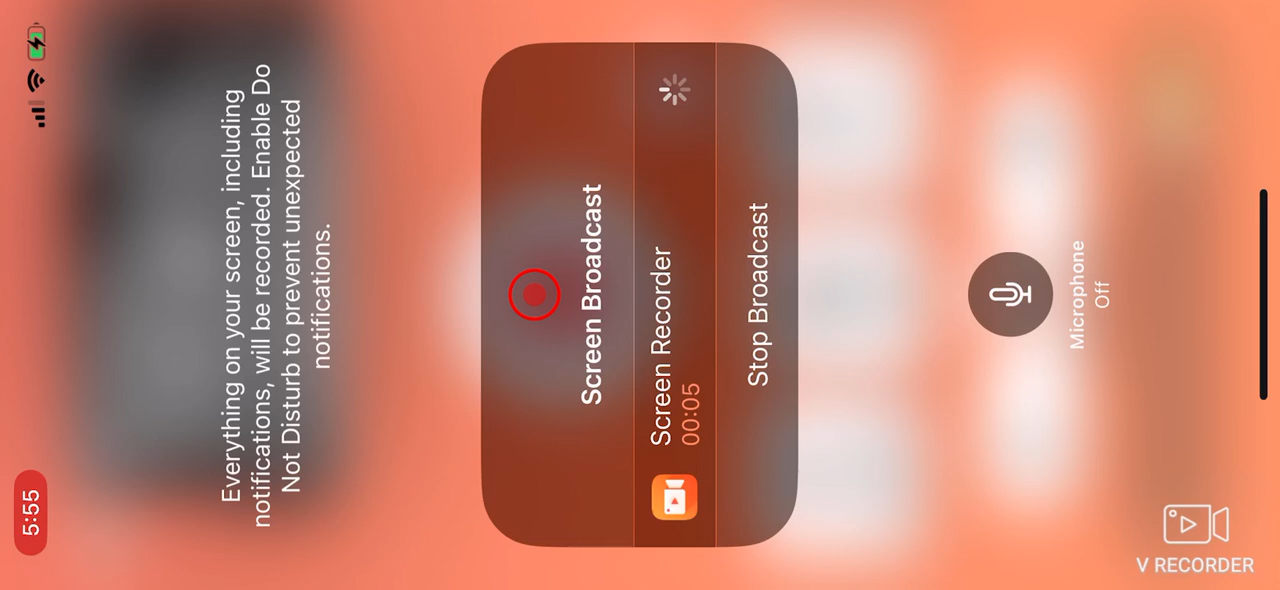 5:55
Everything on your screen, including
notifications, will be recorded. Enable Do
Not Disturb to prevent unexpected
notifications.
Screen Broadcast
Screen Recorder
00:05
Stop Broadcast
Microphone
Off
V RECORDER